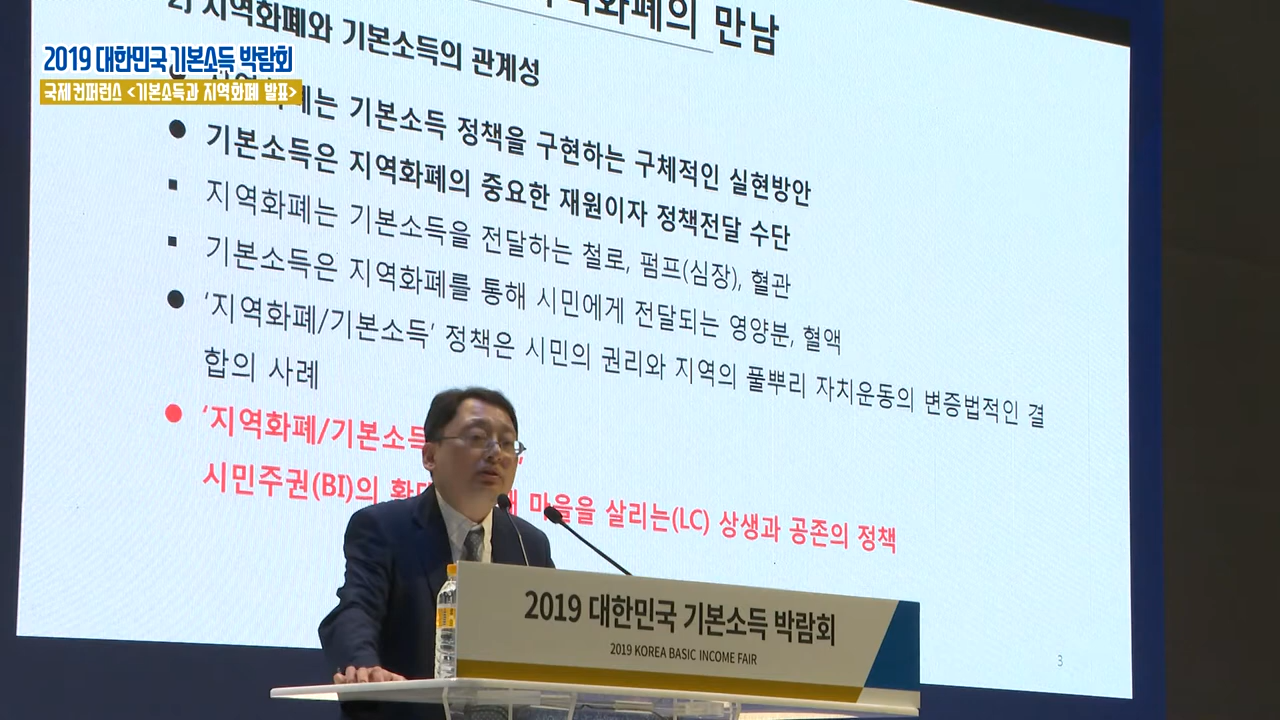 화폐의 만남
2) 지역화폐와 기본소득의 관계성
2019 대한민국 기본소득 박람회
국제 컨퍼런스 <기본소득과 지역화폐 발표>
기본소득 정책을 구현하는 구체적인 실현방안
● 기본소득은 지역화폐의 중요한 재원이자 정책전달 수단
▪ 지역화폐는 기본소득을 전달하는 철로, 펌프(심장), 혈관
▪ 기본소득은 지역화폐를 통해 시민에게 전달되는 영양분, 혈액
● ‘지역화폐/기본소득’ 정책은 시민의 권리와 지역의 풀뿌리 자치운동의 변증법적인 결
합의 사례
● ‘지역화폐/기본소득
시민주권(BI)의 마을을 살리는(LC) 상생과 공존의 정책
2019 대한민국 기본소득 박람회
2019 KOREA BASIC INCOME FAIR
3